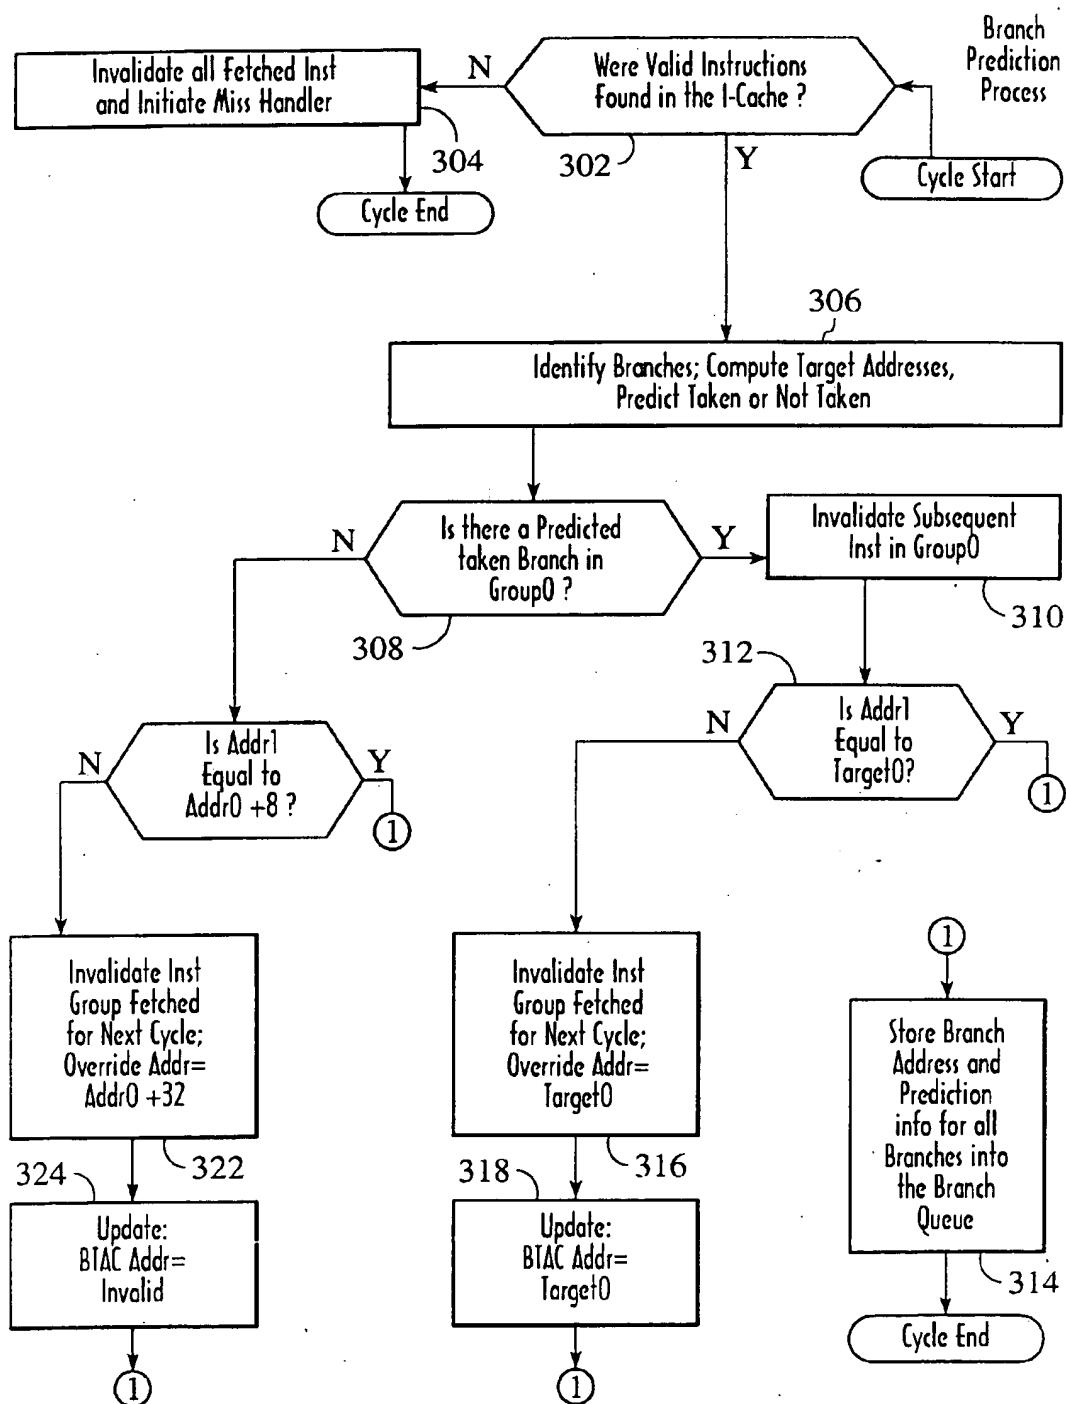 Branch
Prediction
Process
Were Valid Instructions
Found in the I-Cache ?
N
Invalidate all Fetched Inst
and Initiate Miss Handler
304
302
Y
Cycle Start
Cycle End
306
Identify Branches; Compute Target Addresses,
Predict Taken or Not Taken
N
Is there a Predicted
taken Branch in
Group0 ?
Y
Invalidate Subsequent
Inst in Group0
308
310
312
N
Is Addr1
Equal to
Addr0 +8 ?
Y
1
N
Is Addr1
Equal to
Target0?
Y
1
Invalidate Inst
Group Fetched
for Next Cycle;
Override Addr=
Addr0 +32
322
Invalidate Inst
Group Fetched
for Next Cycle;
Override Addr=
Target0
316
1
Store Branch
Address and
Prediction
info for all
Branches into
the Branch
Queue
314
324
Update:
BTAC Addr=
Invalid
1
318
Update:
BTAC Addr=
Target0
1
Cycle End